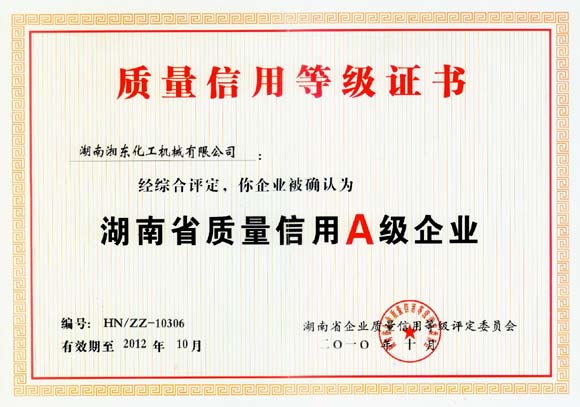 质量信用等级证书
湖南湘东化工机械有限公司：
经综合评定，你企业被确认为
湖南省质量信用A级企业
编号：HN/ZZ-10306
有效期至 2012 年 10月
湖南省企业质量信用等级评定委员会
二〇一〇年十月